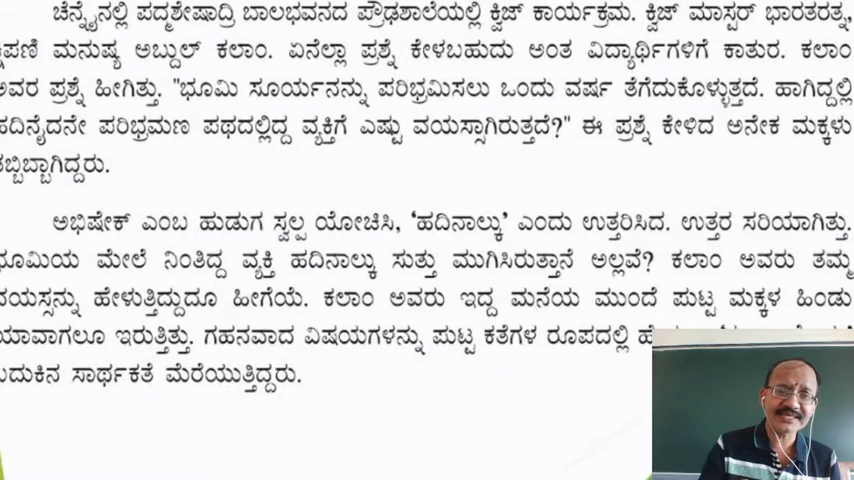 ಚೆನ್ನೈನಲ್ಲಿ ಪದ್ಮಶೇಷಾದ್ರಿ ಬಾಲಭವನದ ಪ್ರೌಢಶಾಲೆಯಲ್ಲಿ ಕ್ವಿಜ್ ಕಾರ್ಯಕ್ರಮ. ಕ್ವಿಜ್ ಮಾಸ್ಟರ್ ಭಾರತರತ್ನ,
ಮನುಷ್ಯ ಅಬ್ದುಲ್ ಕಲಾಂ. ಏನೆಲ್ಲಾ ಪ್ರಶ್ನೆ ಕೇಳಬಹುದು ಅಂತ ವಿದ್ಯಾರ್ಥಿಗಳಿಗೆ ಕಾತುರ. ಕಲಾಂ
ಪ್ರಶ್ನೆ ಹೀಗಿತ್ತು. "ಭೂಮಿ ಸೂರ್ಯನನ್ನು ಪರಿಭ್ರಮಿಸಲು ಒಂದು ವರ್ಷ ತೆಗೆದುಕೊಳ್ಳುತ್ತದೆ. ಹಾಗಿದ್ದಲ್ಲಿ
ಹದಿನೈದನೇ ಪರಿಭ್ರಮಣ ಪಥದಲ್ಲಿದ್ದ ವ್ಯಕ್ತಿಗೆ ಎಷ್ಟು ವಯಸ್ಸಾಗಿರುತ್ತದೆ?" ಈ ಪ್ರಶ್ನೆ ಕೇಳಿದ ಅನೇಕ ಮಕ್ಕಳು
ತಬ್ಬಿಬ್ಬಾಗಿದ್ದರು.
ಅಭಿಷೇಕ್ ಎಂಬ ಹುಡುಗ ಸ್ವಲ್ಪ ಯೋಚಿಸಿ, ‘ಹದಿನಾಲ್ಕು’ ಎಂದು ಉತ್ತರಿಸಿದ. ಉತ್ತರ ಸರಿಯಾಗಿತ್ತು.
ಭೂಮಿಯ ಮೇಲೆ ನಿಂತಿದ್ದ ವ್ಯಕ್ತಿ ಹದಿನಾಲ್ಕು ಸುತ್ತು ಮುಗಿಸಿರುತ್ತಾನೆ ಅಲ್ಲವೆ? ಕಲಾಂ ಅವರು ತಮ್ಮ
ವಯಸ್ಸನ್ನು ಹೇಳುತ್ತಿದ್ದುದೂ ಹೀಗೆಯೆ. ಕಲಾಂ ಅವರು ಇದ್ದ ಮನೆಯ ಮುಂದೆ ಪುಟ್ಟ ಮಕ್ಕಳ ಹಿಂಡು
ಯಾವಾಗಲೂ ಇರುತ್ತಿತ್ತು. ಗಹನವಾದ ವಿಷಯಗಳನ್ನು ಪುಟ್ಟ ಕತೆಗಳ ರೂಪದಲ್ಲಿ
ಬದುಕಿನ ಸಾರ್ಥಕತೆ ಮೆರೆಯುತ್ತಿದ್ದರು.